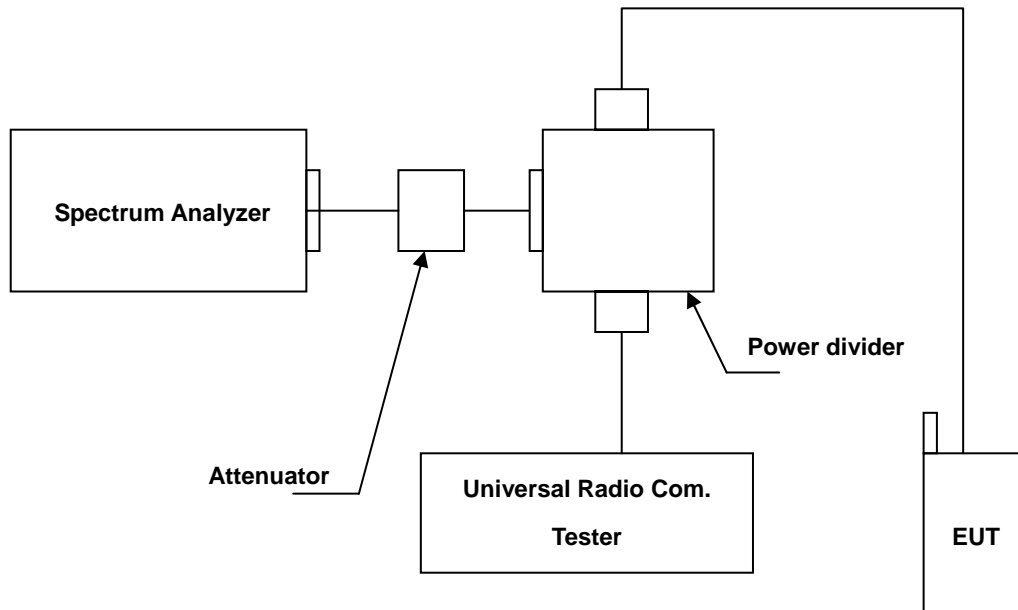 Spectrum Analyzer
Power divider
Attenuator
Universal Radio Com.
Tester
EUT